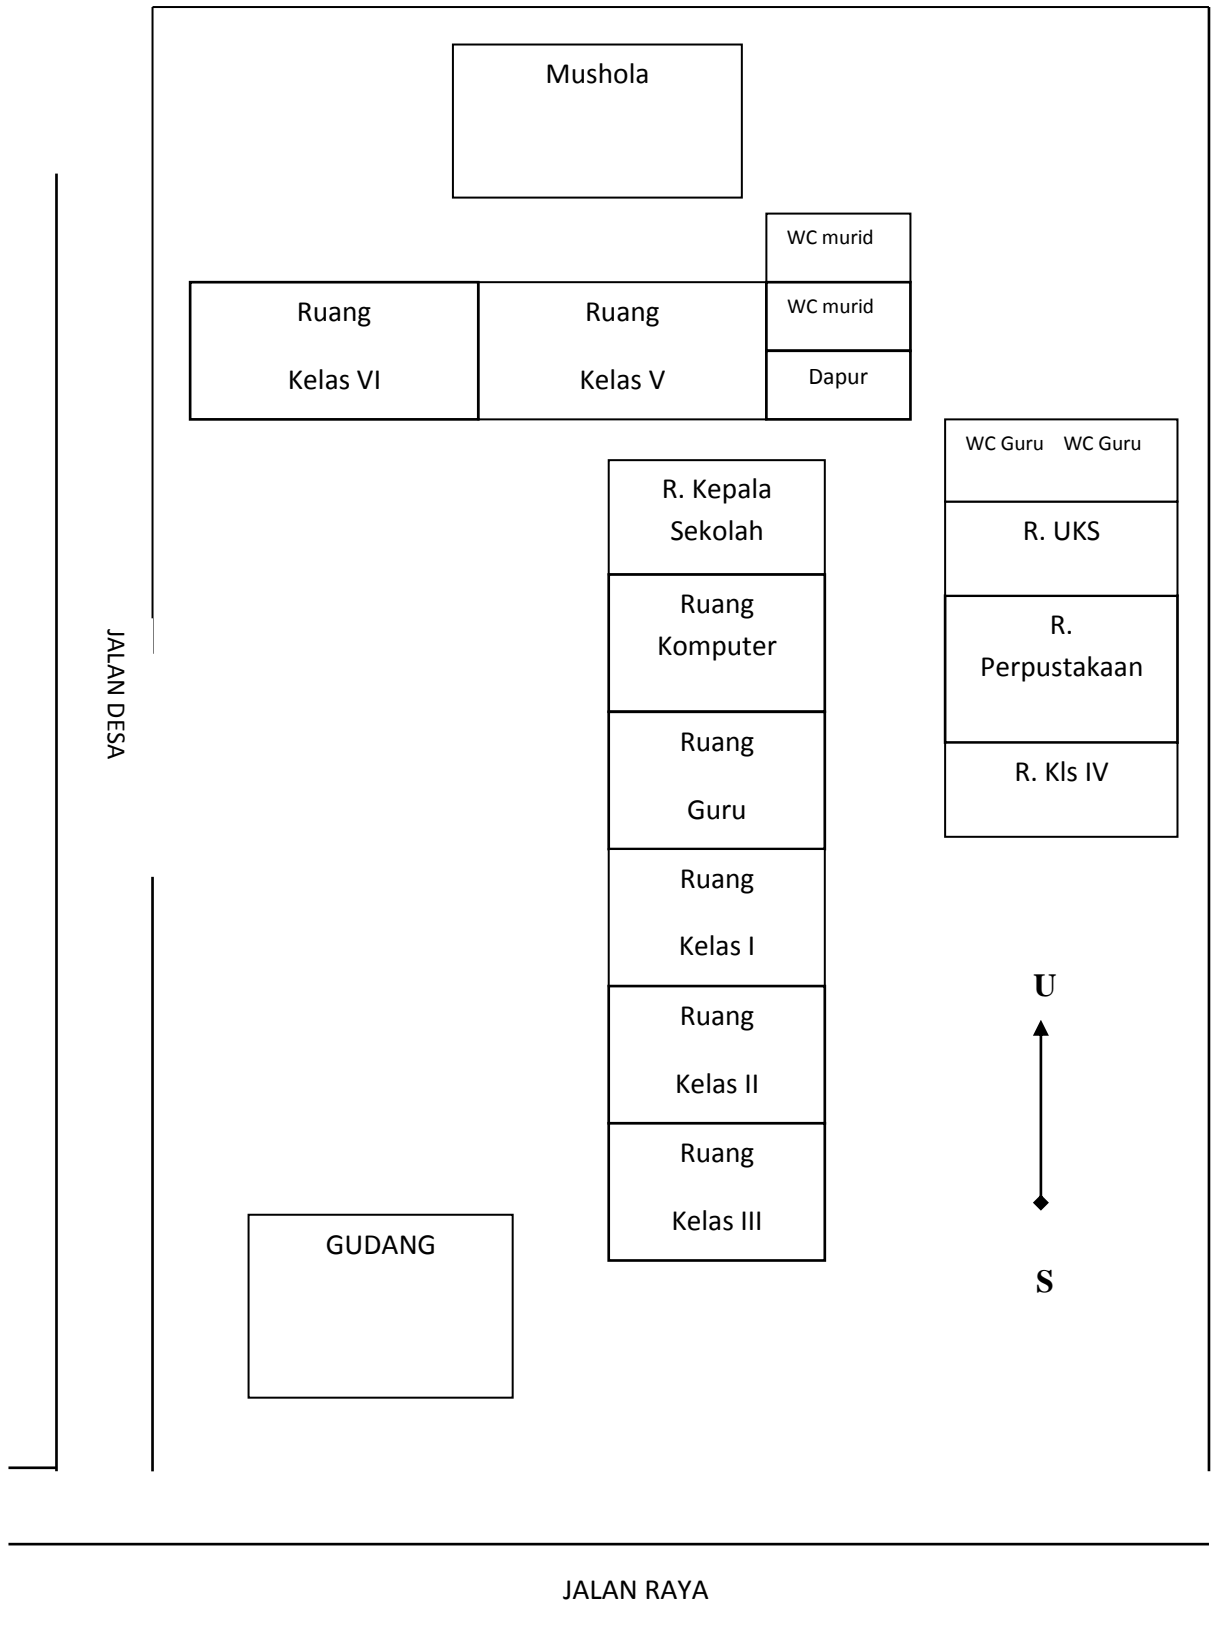 Mushola
WC murid
Ruang
Kelas VI
Ruang
Kelas V
WC murid
Dapur
WC Guru WC Guru
R. Kepala
Sekolah
R. UKS
Ruang
Komputer
R.
Perpustakaan
JALAN DESA
Ruang
Guru
R. Kls IV
Ruang
Kelas I
U
Ruang
Kelas II
Ruang
Kelas III
GUDANG
S
JALAN RAYA